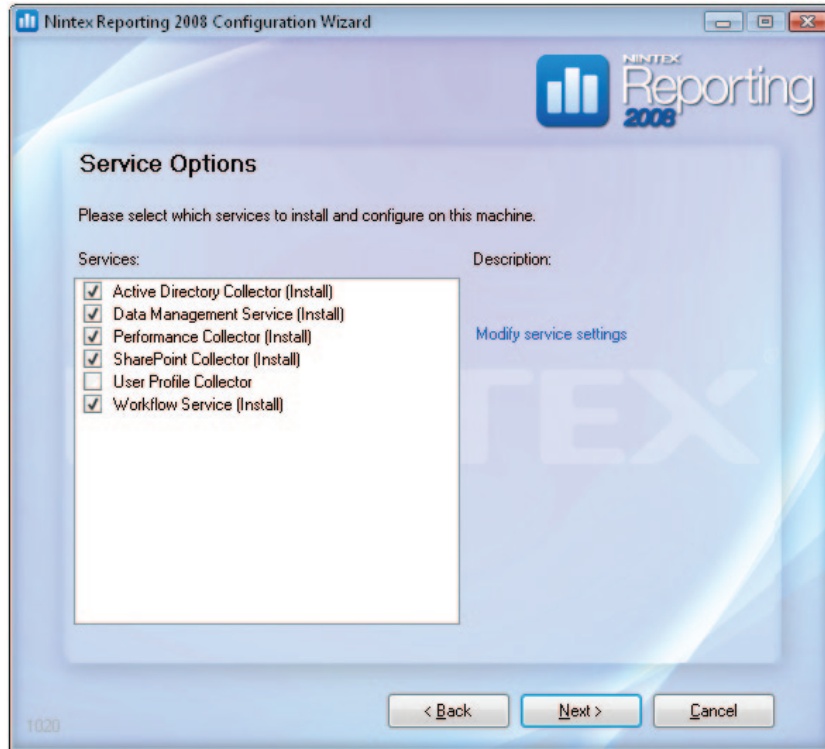 Nintex Reporting 2008 Configuration Wizard
NINTEX
Reporting
2008
Service Options
Please select which services to install and configure on this machine.
Services:
Description:
Active Directory Collector (Install)
Data Management Service (Install)
Performance Collector (Install)
SharePoint Collector (Install)
User Profile Collector
Workflow Service (Install)
Modify service settings
TEX
< Back
Next >
Cancel
1020